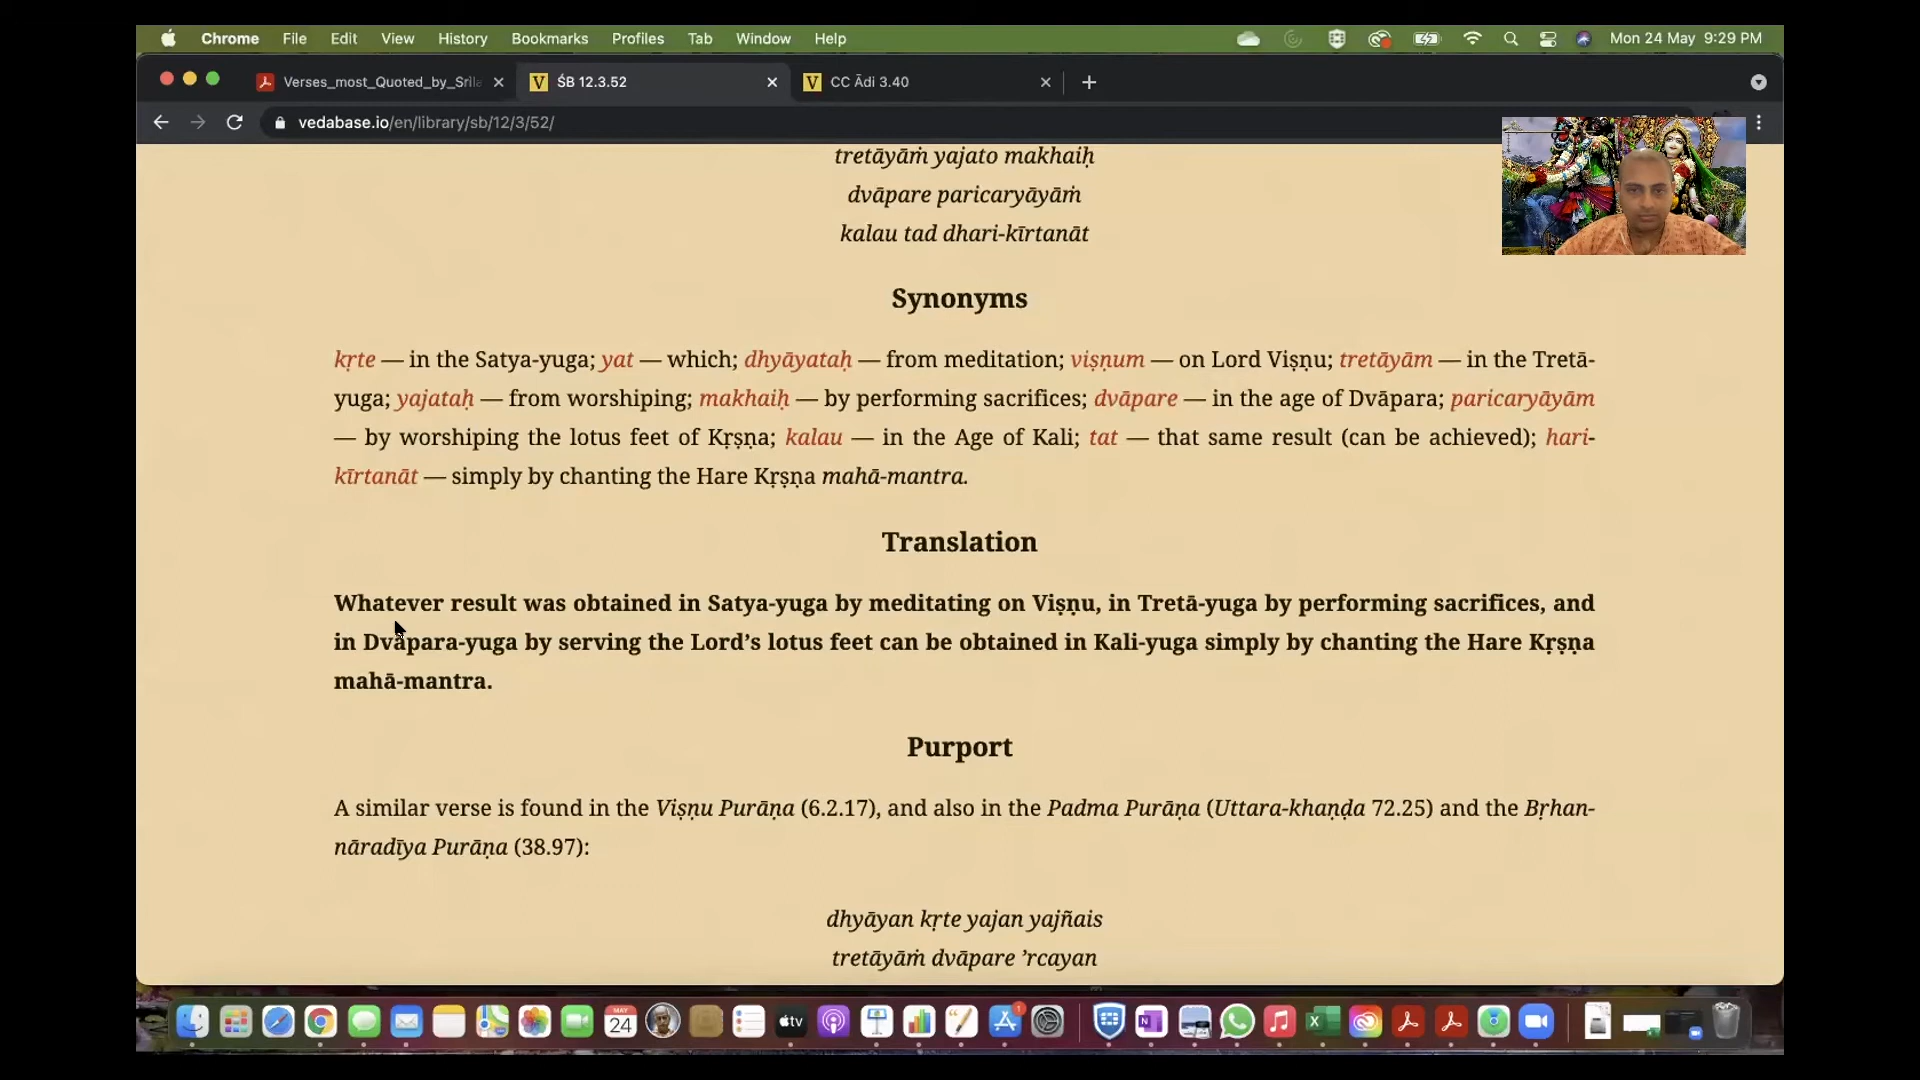 Chrome File Edit View History Bookmarks Profiles Tab Window Help Mon 24 May 9:29 PM
Verses_most_Quoted_by_Srila ŚB 12.3.52 CC Ādi 3.40
vedabase.io/en/library/sb/12/3/52/
tretāyāṁ yajato makhaiḥ
dvāpare paricaryāyāṁ
kalau tad dhari-kīrtanāt
Synonyms
kṛte — in the Satya-yuga; yat — which; dhyāyataḥ — from meditation; viṣṇum — on Lord Viṣṇu; tretāyām — in the Tretā-
yuga; yajataḥ — from worshiping; makhaiḥ — by performing sacrifices; dvāpare — in the age of Dvāpara; paricaryāyām
— by worshiping the lotus feet of Kṛṣṇa; kalau — in the Age of Kali; tat — that same result (can be achieved); hari-
kīrtanāt — simply by chanting the Hare Kṛṣṇa mahā-mantra.
Translation
Whatever result was obtained in Satya-yuga by meditating on Viṣṇu, in Tretā-yuga by performing sacrifices, and
in Dvāpara-yuga by serving the Lord’s lotus feet can be obtained in Kali-yuga simply by chanting the Hare Kṛṣṇa
mahā-mantra.
Purport
A similar verse is found in the Viṣṇu Purāṇa (6.2.17), and also in the Padma Purāṇa (Uttara-khaṇḍa 72.25) and the Bṛhan-
nāradīya Purāṇa (38.97):
dhyāyan kṛte yajan yajñais
tretāyāṁ dvāpare ’rcayan
MAY
24
tv
1
N
X